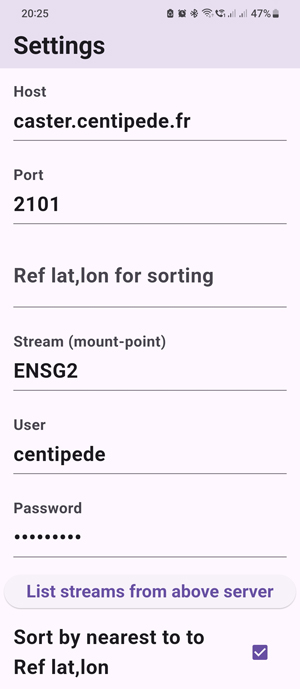 20:25
47%
Settings
Host
caster.centipede.fr
Port
2101
Ref lat,lon for sorting
Stream (mount-point)
ENSG2
User
centipede
Password
•••••••••
List streams from above server
Sort by nearest to to
Ref lat,lon